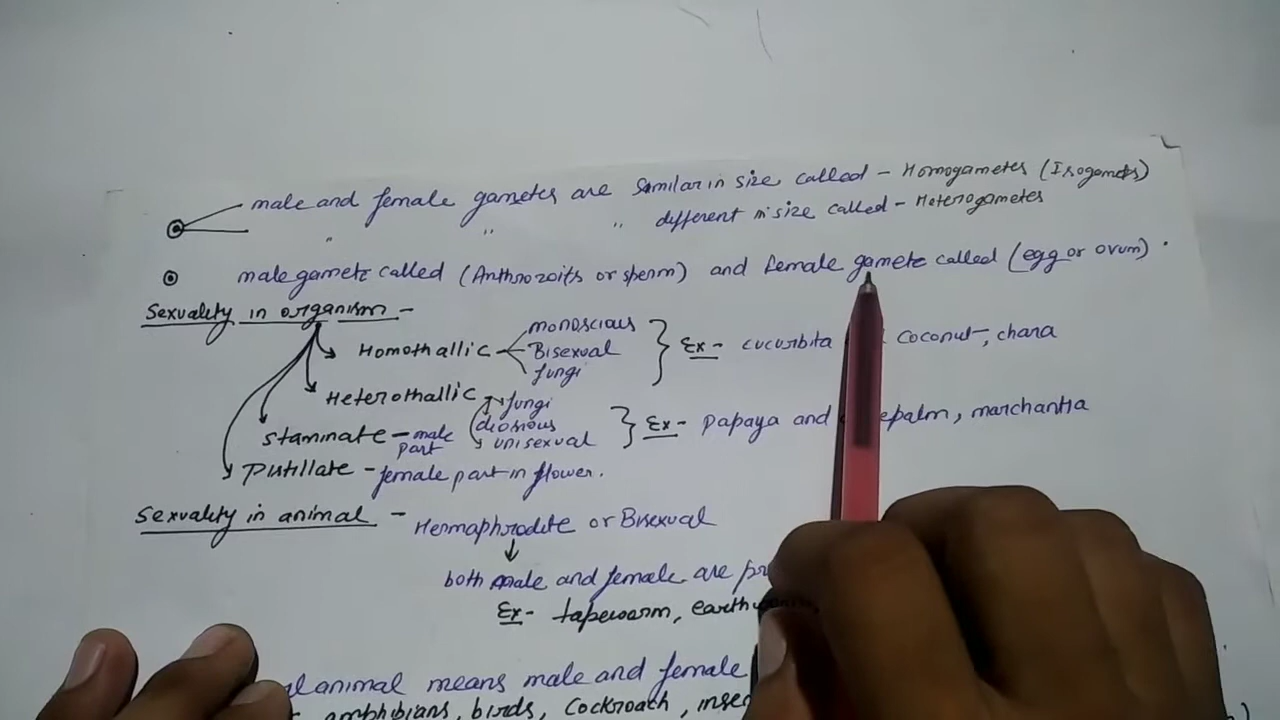 male and female gametes are Similar in size called - Homogametes (Isogametes)
" " " different in size called - Heterogametes
male gamete called (Anthrozoits or sperm) and female gamete called (egg or ovum).
Sexuality in organism -
Homothallic
monoscious
Bisexual
fungi
Ex - cucurbita Coconut, chara
Heterothallic
fungi
diosious
unisexual
Ex - papaya and palm, marchantia
Staminate - male part
Pistillate - female part in flower.
Sexuality in animal - Hermaphrodite or Bisexual
both male and female are
Ex - tapeworm,
animal means male and female
amphibians, birds, Cockroach,